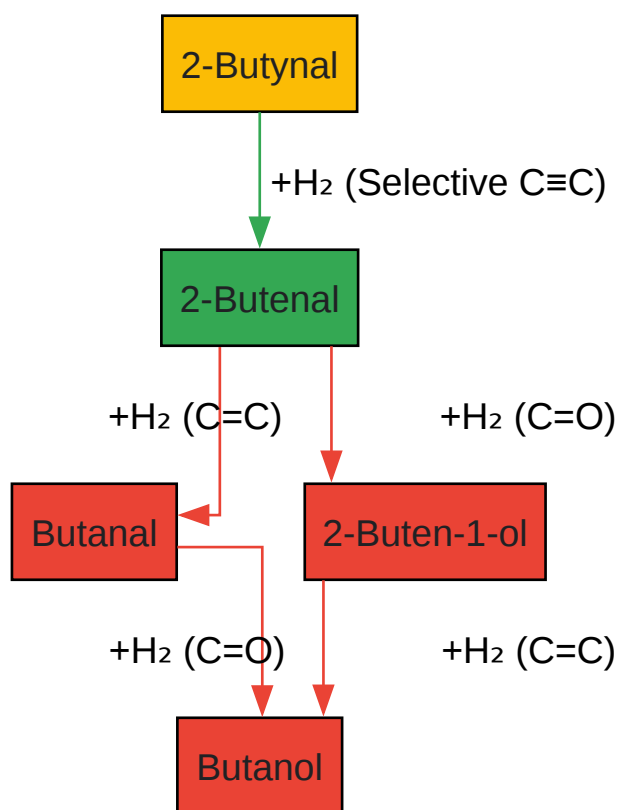 2-Butynal
+H₂ (Selective C≡C)
2-Butenal
+H₂ (C=C)
+H₂ (C=O)
Butanal
2-Buten-1-ol
+H₂ (C=O)
+H₂ (C=C)
Butanol